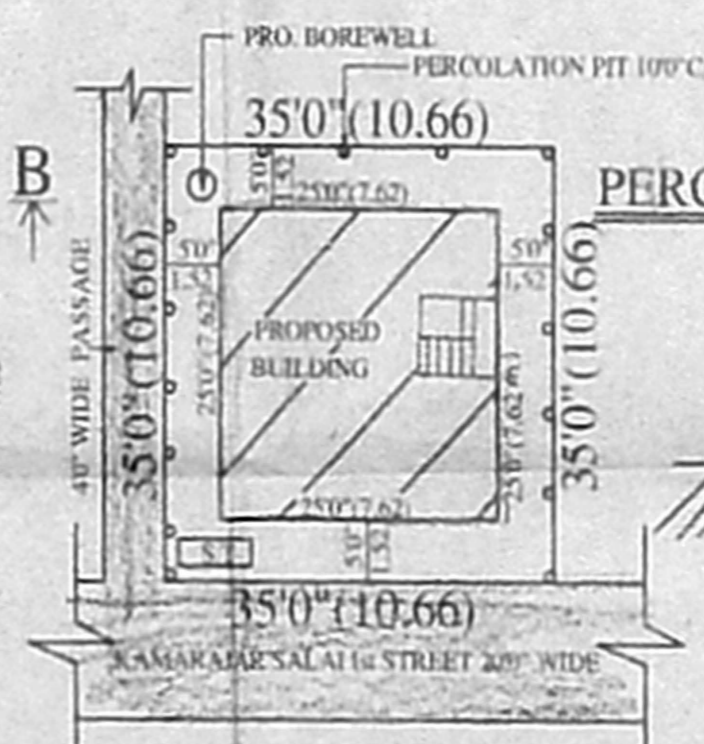 PRO. BOREWELL
PERCOLATION PIT 10'0"C
35'0"(10.66)
B
PERC
5'0"
1.52
25'0"(7.62)
5'0"
1.52
5'0"
1.52
4'0" WIDE PASSAGE
35'0"(10.66)
25'0"(7.62)
PROPOSED
BUILDING
25'0"(7.62 m)
35'0"(10.66)
25'0"(7.62)
S.T
5'0"
1.52
35'0"(10.66)
KAMARAJAR SALAI 1st STREET 20'0" WIDE